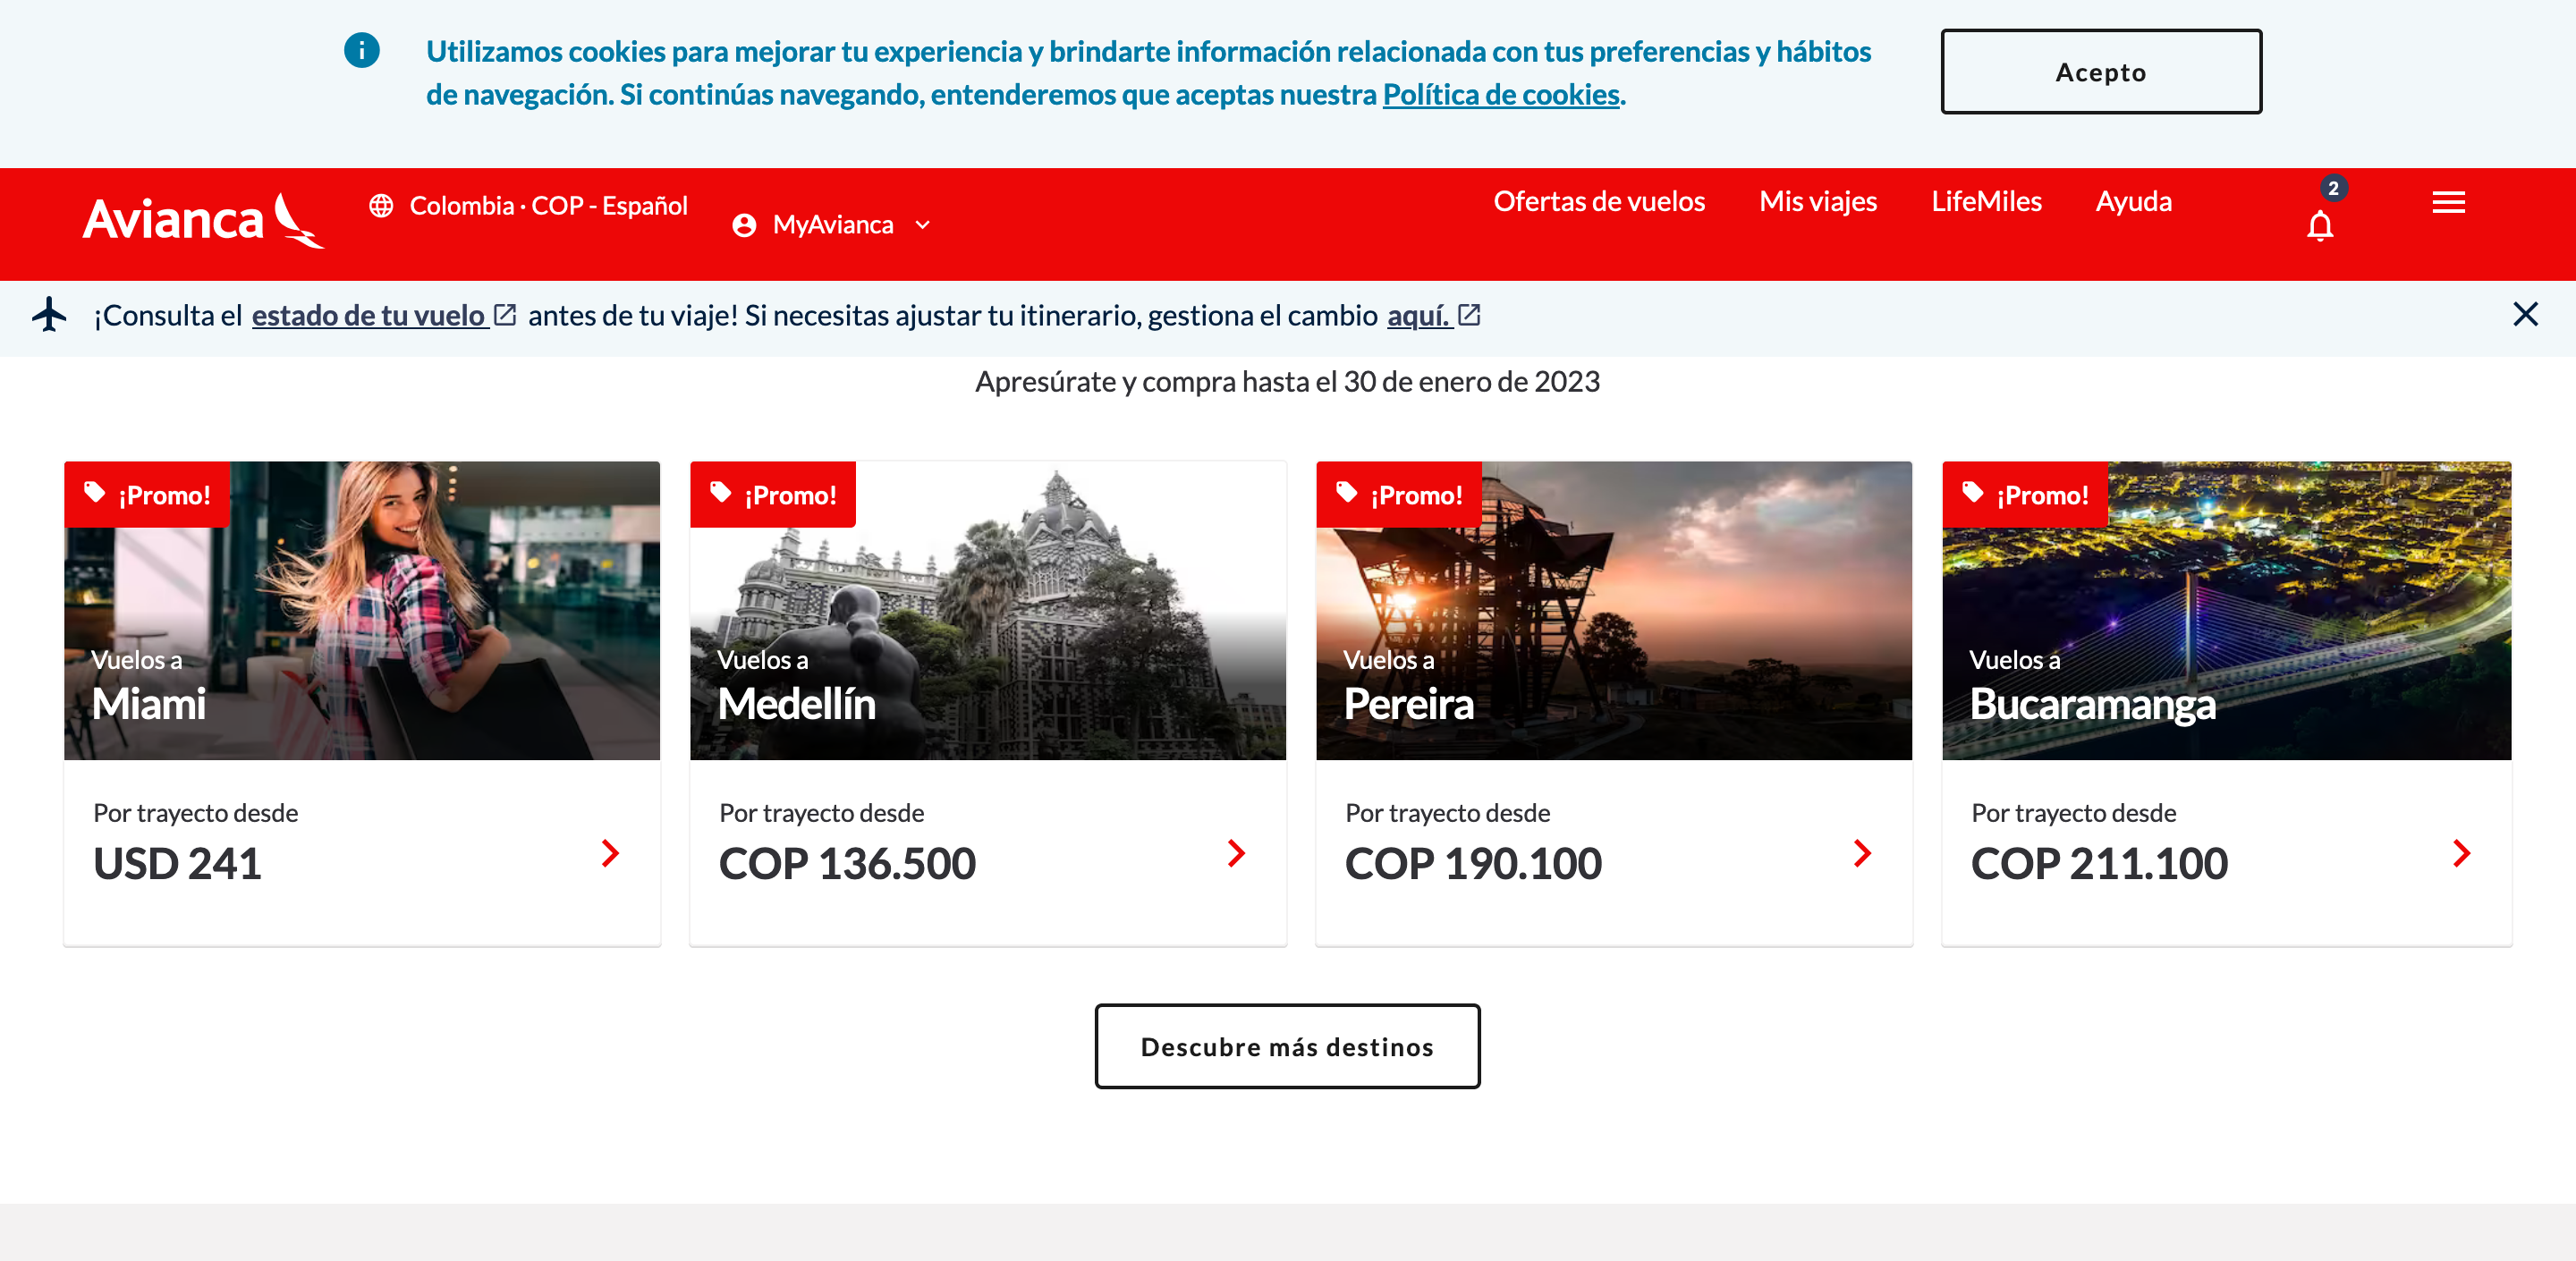 Utilizamos cookies para mejorar tu experiencia y brindarte información relacionada con tus preferencias y hábitos
de navegación. Si continúas navegando, entenderemos que aceptas nuestra Política de cookies.
Acepto
Avianca
Colombia · COP - Español
MyAvianca
Ofertas de vuelos
Mis viajes
LifeMiles
Ayuda
2
¡Consulta el estado de tu vuelo antes de tu viaje! Si necesitas ajustar tu itinerario, gestiona el cambio aquí.
Apresúrate y compra hasta el 30 de enero de 2023
¡Promo!
Vuelos a
Miami
Por trayecto desde
USD 241
¡Promo!
Vuelos a
Medellín
Por trayecto desde
COP 136.500
¡Promo!
Vuelos a
Pereira
Por trayecto desde
COP 190.100
¡Promo!
Vuelos a
Bucaramanga
Por trayecto desde
COP 211.100
Descubre más destinos